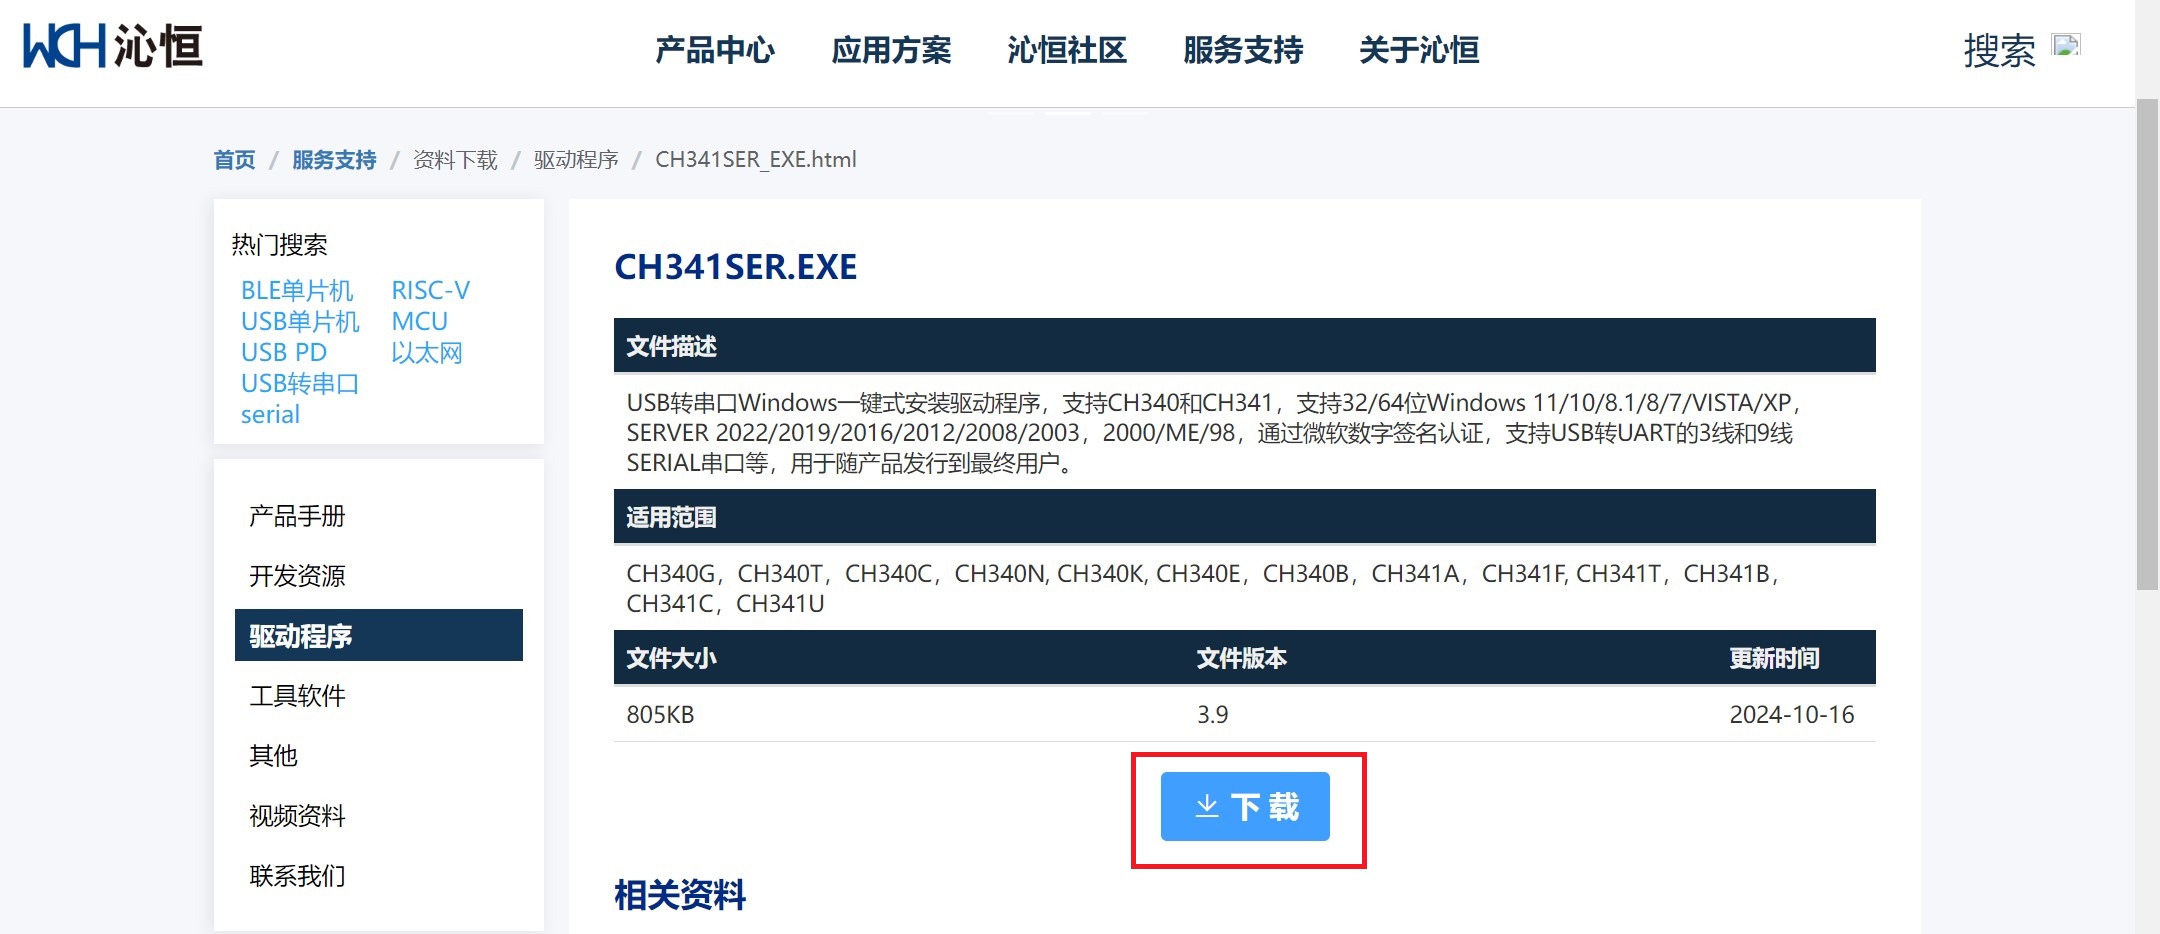 WCH 沁恒
产品中心 应用方案 沁恒社区 服务支持 关于沁恒 搜索
首页 / 服务支持 / 资料下载 / 驱动程序 / CH341SER_EXE.html
热门搜索
BLE单片机 RISC-V
USB单片机 MCU
USB PD 以太网
USB转串口
serial
产品手册
开发资源
驱动程序
工具软件
其他
视频资料
联系我们
CH341SER.EXE
文件描述
USB转串口Windows一键式安装驱动程序，支持CH340和CH341，支持32/64位Windows 11/10/8.1/8/7/VISTA/XP，
SERVER 2022/2019/2016/2012/2008/2003，2000/ME/98，通过微软数字签名认证，支持USB转UART的3线和9线
SERIAL串口等，用于随产品发行到最终用户。
适用范围
CH340G，CH340T，CH340C，CH340N, CH340K, CH340E，CH340B，CH341A，CH341F, CH341T，CH341B，
CH341C，CH341U
文件大小 文件版本 更新时间
805KB 3.9 2024-10-16
下 载
相关资料